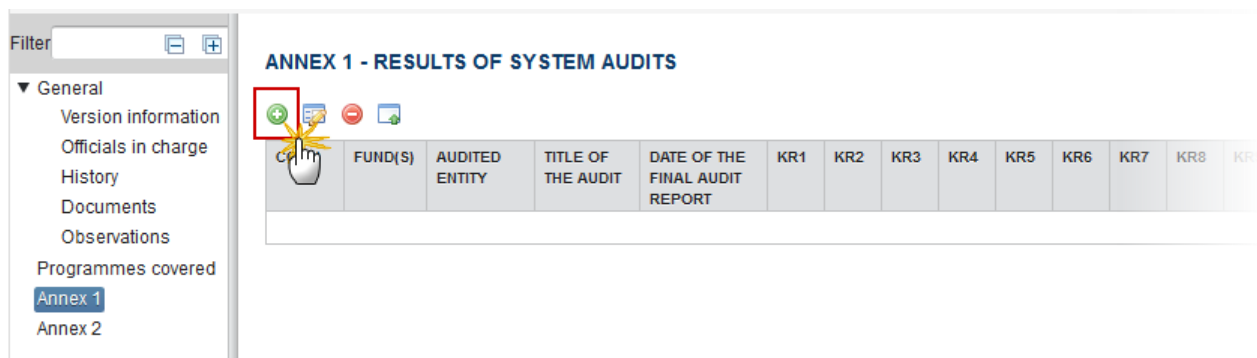 Filter
ANNEX 1 - RESULTS OF SYSTEM AUDITS
General
Version information
Officials in charge
History
Documents
Observations
Programmes covered
Annex 1
Annex 2
FUND(S) AUDITED TITLE OF DATE OF THE KR1 KR2 KR3 KR4 KR5 KR6 KR7 KR8
ENTITY THE AUDIT FINAL AUDIT
REPORT